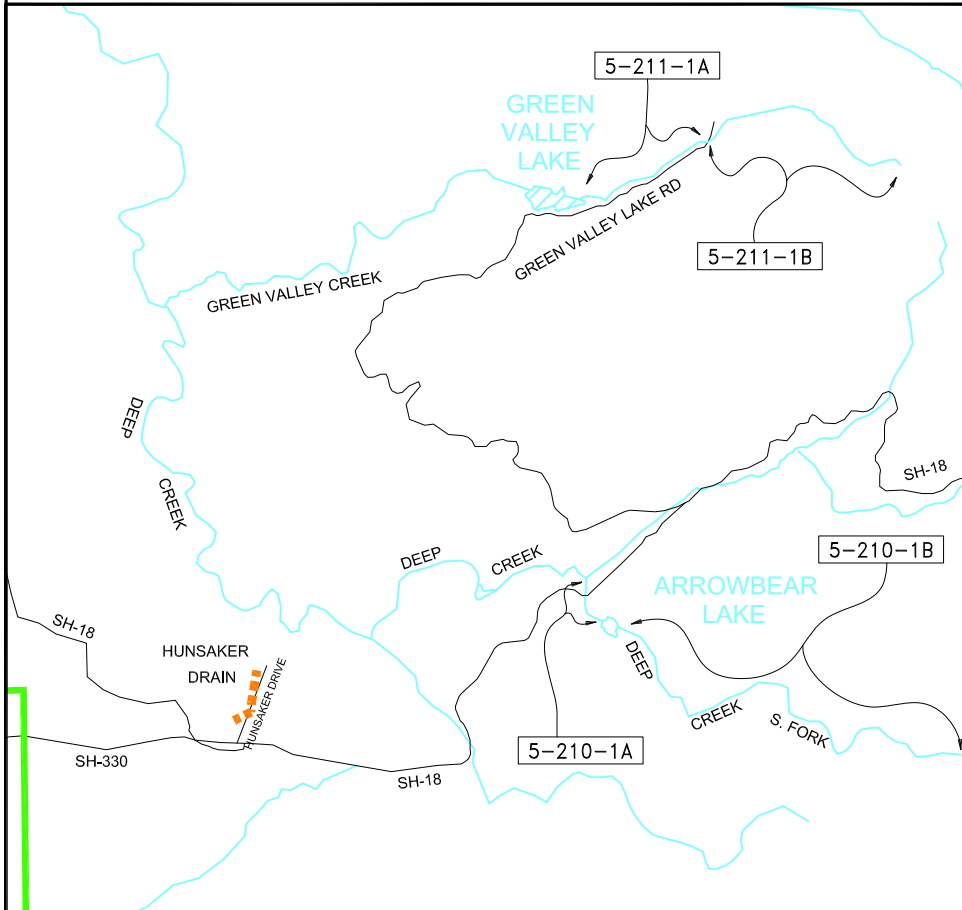 5-211-1A
GREEN
VALLEY
LAKE
GREEN VALLEY LAKE RD
5-211-1B
GREEN VALLEY CREEK
DEEP
CREEK
SH-18
DEEP
CREEK
5-210-1B
ARROWBEAR
LAKE
SH-18
HUNSAKER
DRAIN
HUNSAKER DRIVE
DEEP
CREEK
S. FORK
5-210-1A
SH-330
SH-18